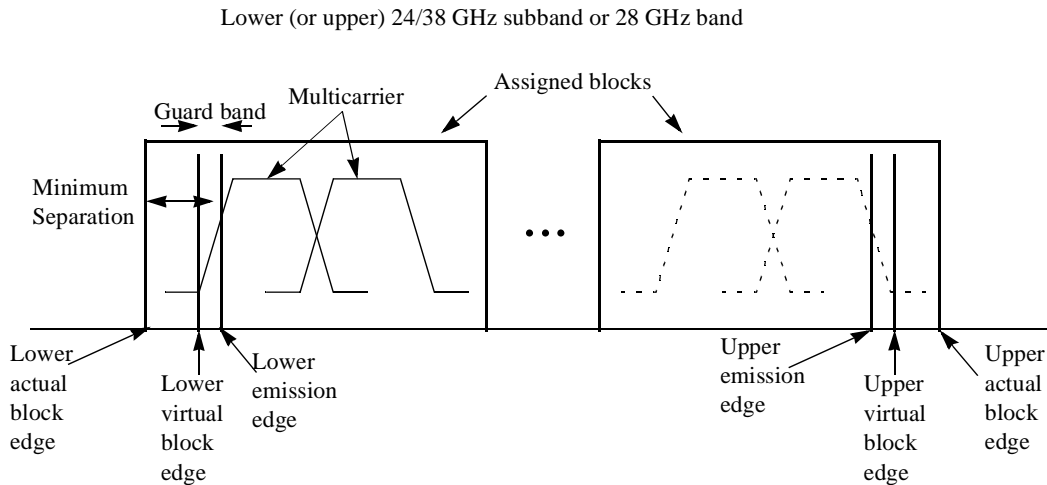 Lower (or upper) 24/38 GHz subband or 28 GHz band
Assigned blocks
Multicarrier
Guard band
Minimum
Separation
Lower
actual
block
edge
Lower
virtual
block
edge
Lower
emission
edge
Upper
emission
edge
Upper
virtual
block
edge
Upper
actual
block
edge